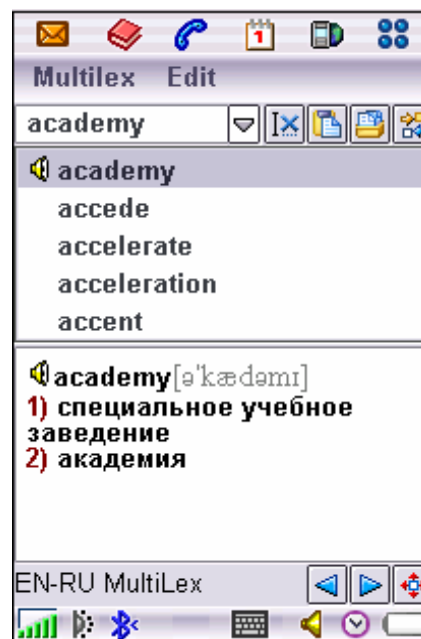 1
Multilex Edit
academy
academy
accede
accelerate
acceleration
accent
academy[ə'kædəmɪ]
1) специальное учебное
заведение
2) академия
EN-RU MultiLex